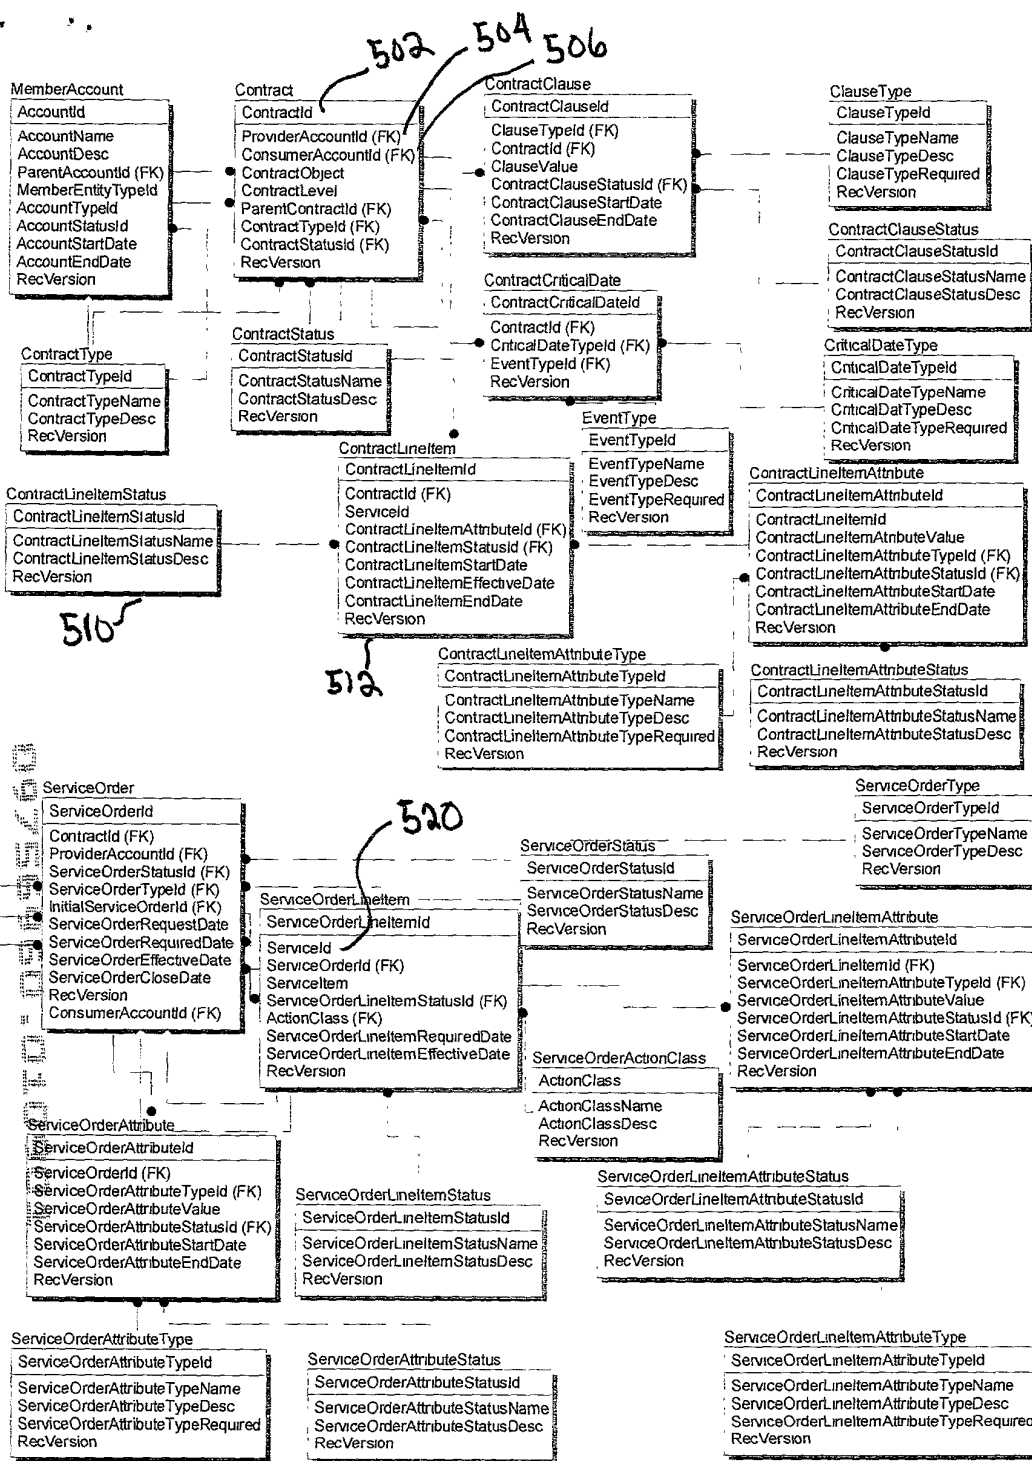 502
504
506
MemberAccount
AccountId
AccountName
AccountDesc
ParentAccountId (FK)
MemberEntityTypeId
AccountTypeId
AccountStatusId
AccountStartDate
AccountEndDate
RecVersion
Contract
ContractId
ProviderAccountId (FK)
ConsumerAccountId (FK)
ContractObject
ContractLevel
ParentContractId (FK)
ContractTypeId (FK)
ContractStatusId (FK)
RecVersion
ContractClause
ContractClauseId
ClauseTypeId (FK)
ContractId (FK)
ClauseValue
ContractClauseStatusId (FK)
ContractClauseStartDate
ContractClauseEndDate
RecVersion
ClauseType
ClauseTypeId
ClauseTypeName
ClauseTypeDesc
ClauseTypeRequired
RecVersion
ContractClauseStatus
ContractClauseStatusId
ContractClauseStatusName
ContractClauseStatusDesc
RecVersion
ContractCriticalDate
ContractCriticalDateId
ContractId (FK)
CriticalDateTypeId (FK)
EventTypeId (FK)
RecVersion
ContractType
ContractTypeId
ContractTypeName
ContractTypeDesc
RecVersion
ContractStatus
ContractStatusId
ContractStatusName
ContractStatusDesc
RecVersion
CriticalDateType
CriticalDateTypeId
CriticalDateTypeName
CriticalDatTypeDesc
CriticalDateTypeRequired
RecVersion
EventType
EventTypeId
EventTypeName
EventTypeDesc
EventTypeRequired
RecVersion
ContractLineItem
ContractLineItemId
ContractId (FK)
ServiceId
ContractLineItemAttributeId (FK)
ContractLineItemStatusId (FK)
ContractLineItemStartDate
ContractLineItemEffectiveDate
ContractLineItemEndDate
RecVersion
512
ContractLineItemStatus
ContractLineItemStatusId
ContractLineItemStatusName
ContractLineItemStatusDesc
RecVersion
510
ContractLineItemAttribute
ContractLineItemAttributeId
ContractLineItemId
ContractLineItemAtributeValue
ContractLineItemAttributeTypeId (FK)
ContractLineItemAttributeStatusId (FK)
ContractLineItemAttributeStartDate
ContractLineItemAttributeEndDate
RecVersion
ContractLineItemAttributeType
ContractLineItemAttributeTypeId
ContractLineItemAttributeTypeName
ContractLineItemAttributeTypeDesc
ContractLineItemAttributeTypeRequired
RecVersion
ContractLineItemAttributeStatus
ContractLineItemAttributeStatusId
ContractLineItemAttributeStatusName
ContractLineItemAttributeStatusDesc
RecVersion
ServiceOrder
ServiceOrderId
ContractId (FK)
ProviderAccountId (FK)
ServiceOrderStatusId (FK)
ServiceOrderTypeId (FK)
InitialServiceOrderId (FK)
ServiceOrderRequestDate
ServiceOrderRequiredDate
ServiceOrderEffectiveDate
ServiceOrderCloseDate
RecVersion
ConsumerAccountId (FK)
520
ServiceOrderLineItem
ServiceOrderLineItemId
ServiceId
ServiceOrderId (FK)
ServiceItem
ServiceOrderLineItemStatusId (FK)
ActionClass (FK)
ServiceOrderLineItemRequiredDate
ServiceOrderLineItemEffectiveDate
RecVersion
ServiceOrderStatus
ServiceOrderStatusId
ServiceOrderStatusName
ServiceOrderStatusDesc
RecVersion
ServiceOrderType
ServiceOrderTypeId
ServiceOrderTypeName
ServiceOrderTypeDesc
RecVersion
ServiceOrderLineItemAttribute
ServiceOrderLineItemAttributeId
ServiceOrderLineItemId (FK)
ServiceOrderLineItemAttributeTypeId (FK)
ServiceOrderLineItemAttributeValue
ServiceOrderLineItemAttributeStatusId (FK)
ServiceOrderLineItemAttributeStartDate
ServiceOrderLineItemAttributeEndDate
RecVersion
ServiceOrderActionClass
ActionClass
ActionClassName
ActionClassDesc
RecVersion
ServiceOrderAttribute
ServiceOrderAttributeId
ServiceOrderId (FK)
ServiceOrderAttributeTypeId (FK)
ServiceOrderAttributeValue
ServiceOrderAttributeStatusId (FK)
ServiceOrderAttributeStartDate
ServiceOrderAttributeEndDate
RecVersion
ServiceOrderLineItemStatus
ServiceOrderLineItemStatusId
ServiceOrderLineItemStatusName
ServiceOrderLineItemStatusDesc
RecVersion
ServiceOrderLineItemAttributeStatus
ServiceOrderLineItemAttributeStatusId
ServiceOrderLineItemAttributeStatusName
ServiceOrderLineItemAttributeStatusDesc
RecVersion
ServiceOrderAttributeType
ServiceOrderAttributeTypeId
ServiceOrderAttributeTypeName
ServiceOrderAttributeTypeDesc
ServiceOrderAttributeTypeRequired
RecVersion
ServiceOrderAttributeStatus
ServiceOrderAttributeStatusId
ServiceOrderAttributeStatusName
ServiceOrderAttributeStatusDesc
RecVersion
ServiceOrderLineItemAttributeType
ServiceOrderLineItemAttributeTypeId
ServiceOrderLineItemAttributeTypeName
ServiceOrderLineItemAttributeTypeDesc
ServiceOrderLineItemAttributeTypeRequired
RecVersion